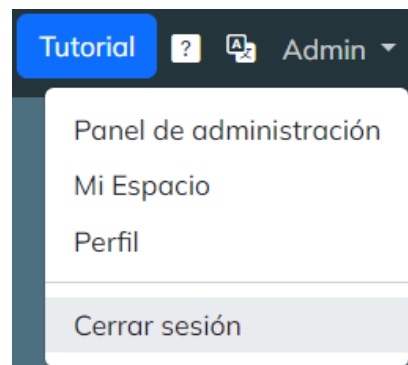 Tutorial ? Admin
Panel de administración
Mi Espacio
Perfil
Cerrar sesión